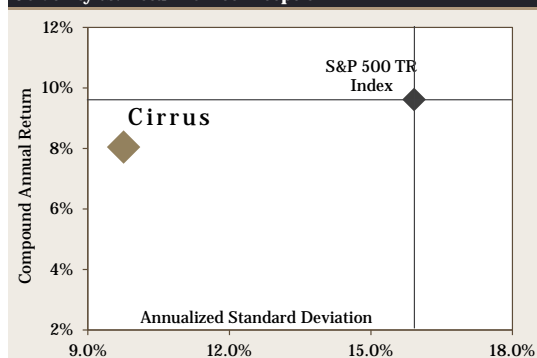 12%
S&P 500 TR
Index
10%
Cirrus
8%
Compound Annual Return
6%
4%
Annualized Standard Deviation
2%
9.0%
12.0%
15.0%
18.0%